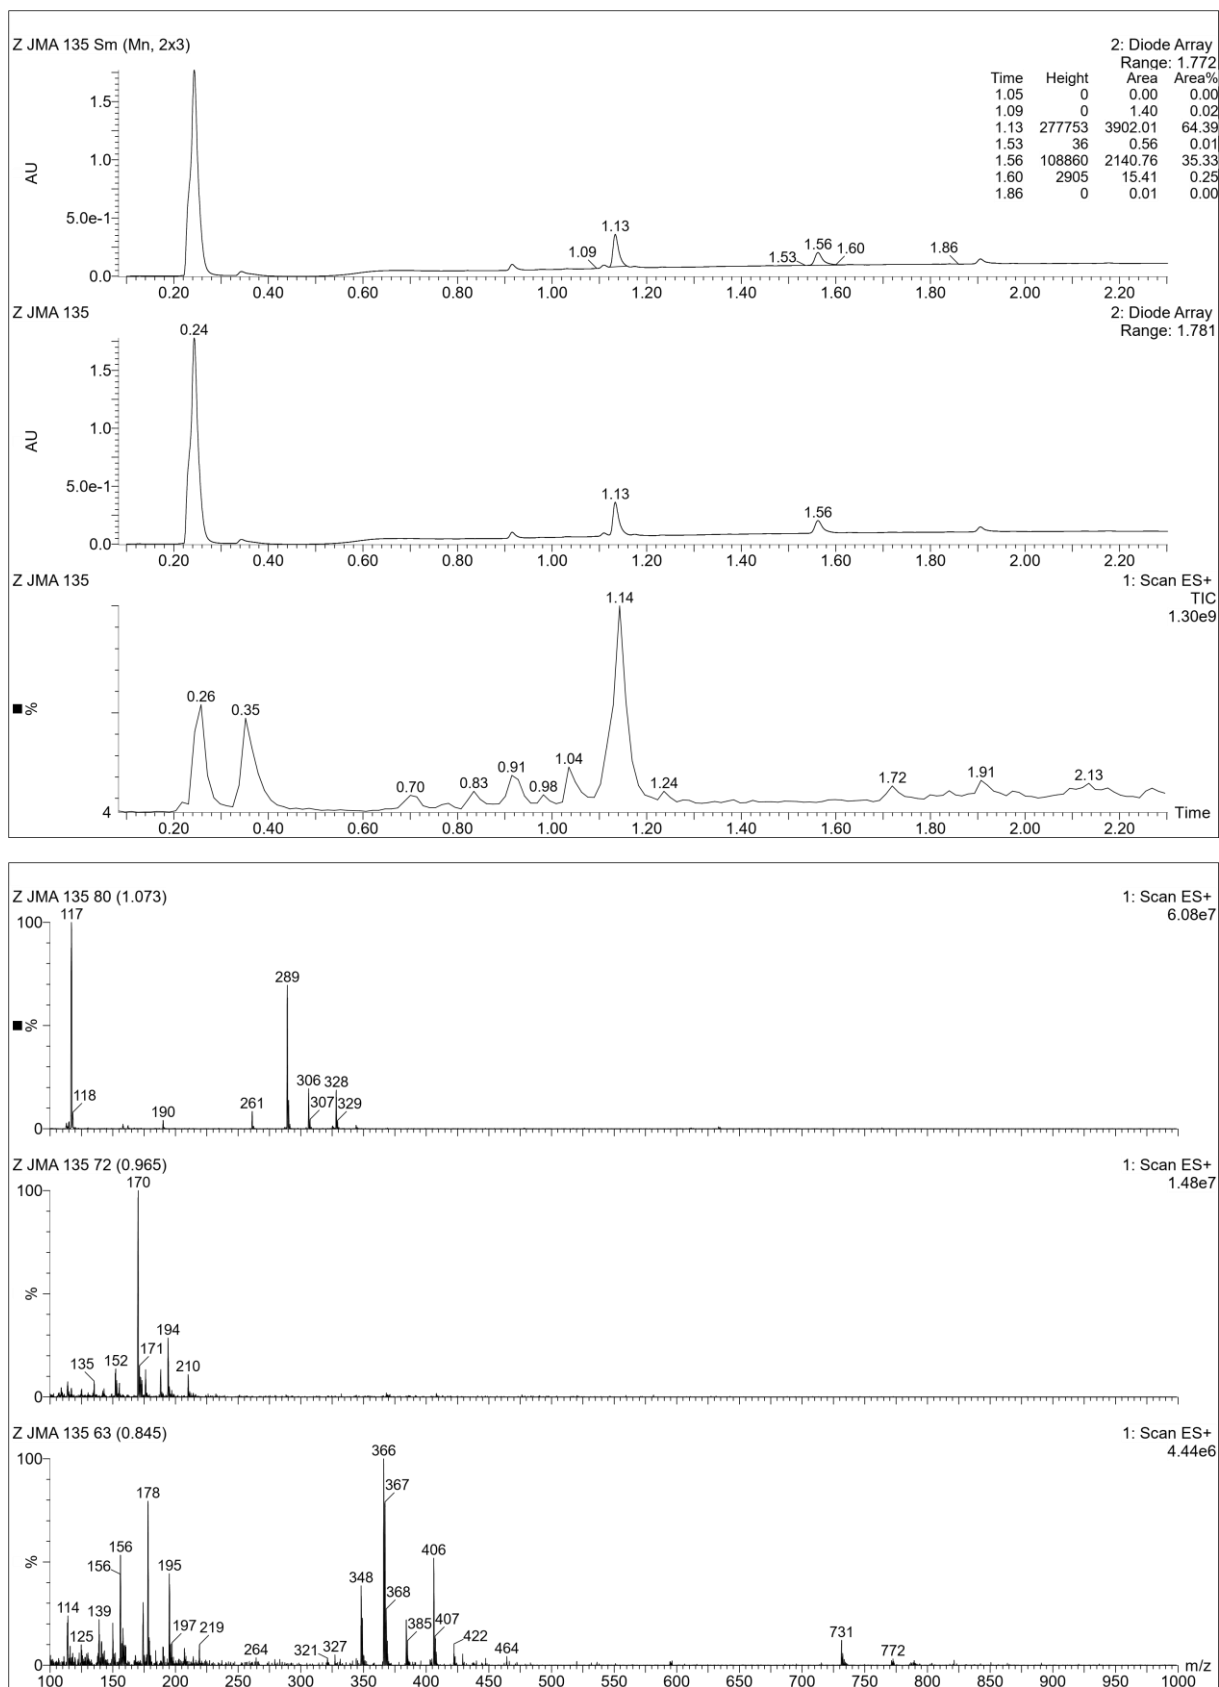 Z JMA 135 Sm (Mn, 2x3)
2: Diode Array
Range: 1.772
Time Height Area Area%
1.05 0 0.00 0.00
1.09 0 1.40 0.02
1.13 277753 3902.01 64.39
1.53 36 0.56 0.01
1.56 108860 2140.76 35.33
1.60 2905 15.41 0.25
1.86 0 0.01 0.00
AU
1.5
1.0
5.0e-1
0.0
1.09
1.13
1.53
1.56
1.60
1.86
0.20 0.40 0.60 0.80 1.00 1.20 1.40 1.60 1.80 2.00 2.20
Z JMA 135
2: Diode Array
Range: 1.781
AU
1.5
1.0
5.0e-1
0.0
0.24
1.13
1.56
0.20 0.40 0.60 0.80 1.00 1.20 1.40 1.60 1.80 2.00 2.20
Z JMA 135
1: Scan ES+
TIC
1.30e9
%
4
0.26
0.35
0.70
0.83
0.91
0.98
1.04
1.14
1.24
1.72
1.91
2.13
Time
0.20 0.40 0.60 0.80 1.00 1.20 1.40 1.60 1.80 2.00 2.20
Z JMA 135 80 (1.073)
1: Scan ES+
6.08e7
100
%
0
117
118
190
261
289
306
307
328
329
Z JMA 135 72 (0.965)
1: Scan ES+
1.48e7
100
%
0
135
152
170
171
194
210
Z JMA 135 63 (0.845)
1: Scan ES+
4.44e6
100
%
0
114
125
139
156
156
178
195
197
219
264
321
327
348
366
367
368
385
406
407
422
464
731
772
m/z
100 150 200 250 300 350 400 450 500 550 600 650 700 750 800 850 900 950 1000